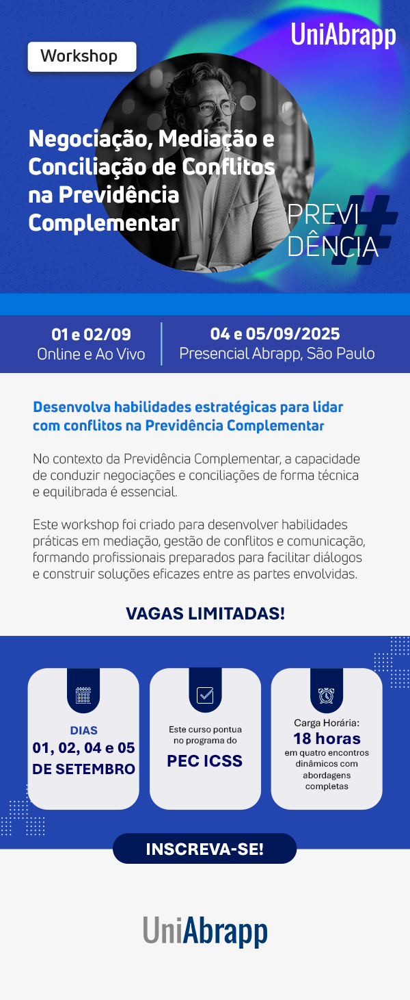 UniAbrapp
Workshop
Negociação, Mediação e
Conciliação de Conflitos
na Previdência
Complementar
#
PREVI
DÊNCIA
01 e 02/09
Online e Ao Vivo
04 e 05/09/2025
Presencial Abrapp, São Paulo
Desenvolva habilidades estratégicas para lidar
com conflitos na Previdência Complementar
No contexto da Previdência Complementar, a capacidade
de conduzir negociações e conciliações de forma técnica
e equilibrada é essencial.
Este workshop foi criado para desenvolver habilidades
práticas em mediação, gestão de conflitos e comunicação,
formando profissionais preparados para facilitar diálogos
e construir soluções eficazes entre as partes envolvidas.
VAGAS LIMITADAS!
DIAS
01, 02, 04 e 05
DE SETEMBRO
Este curso pontua
no programa do
PEC ICSS
Carga Horária:
18 horas
em quatro encontros
dinâmicos com
abordagens
completas
INSCREVA-SE!
UniAbrapp